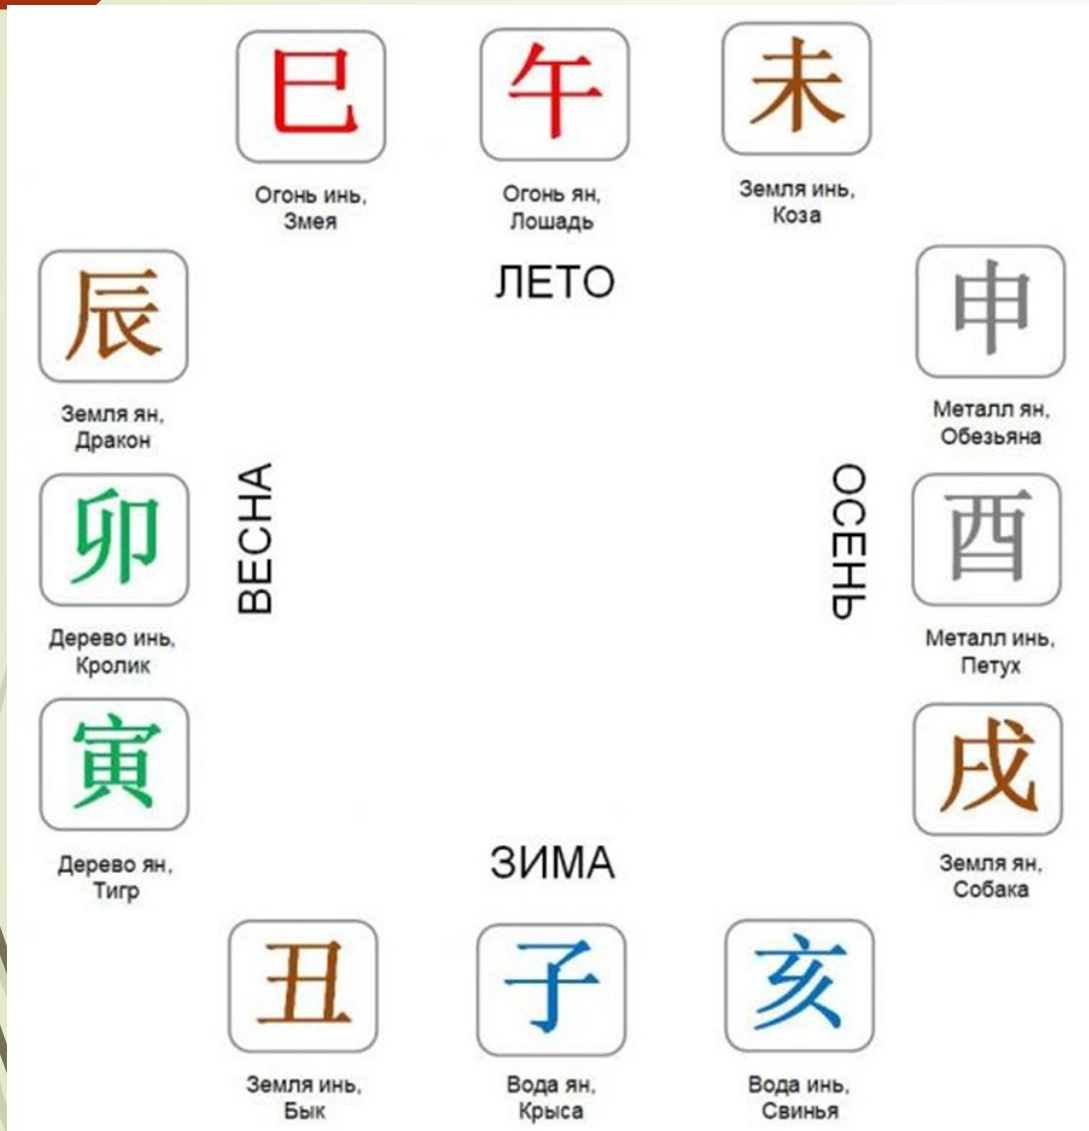 巳
午
未
Огонь инь,
Змея
Огонь ян,
Лошадь
Земля инь,
Коза
ЛЕТО
辰
申
Земля ян,
Дракон
Металл ян,
Обезьяна
ВЕСНА
ОСЕНЬ
卯
酉
Дерево инь,
Кролик
Металл инь,
Петух
寅
戌
Дерево ян,
Тигр
Земля ян,
Собака
ЗИМА
丑
子
亥
Земля инь,
Бык
Вода ян,
Крыса
Вода инь,
Свинья